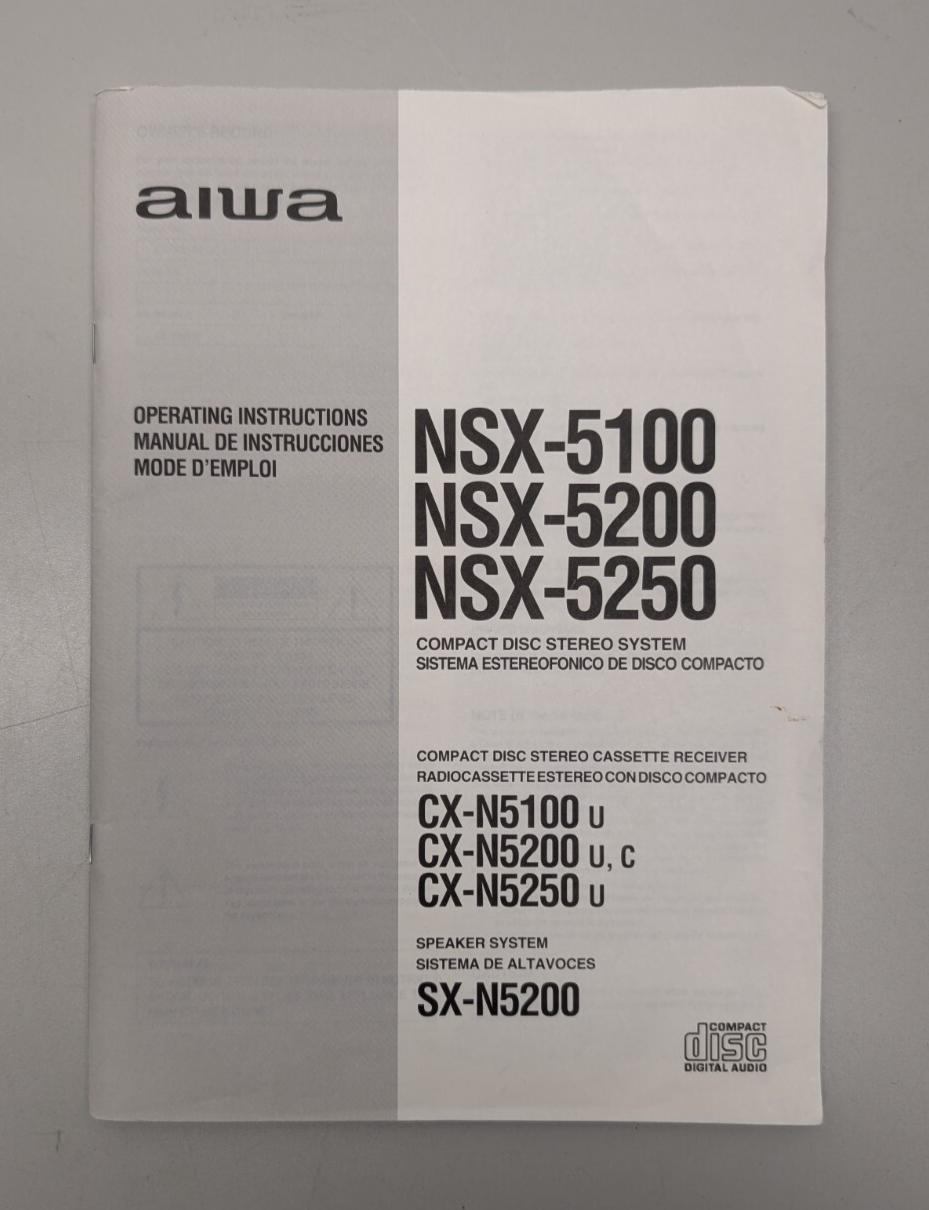 aiwa
OPERATING INSTRUCTIONS
MANUAL DE INSTRUCCIONES
MODE D'EMPLOI
NSX-5100
NSX-5200
NSX-5250
COMPACT DISC STEREO SYSTEM
SISTEMA ESTEREOFONICO DE DISCO COMPACTO
COMPACT DISC STEREO CASSETTE RECEIVER
RADIOCASSETTE ESTEREO CON DISCO COMPACTO
CX-N5100 U
CX-N5200 U, C
CX-N5250 U
SPEAKER SYSTEM
SISTEMA DE ALTAVOCES
SX-N5200
COMPACT
disc
DIGITAL AUDIO